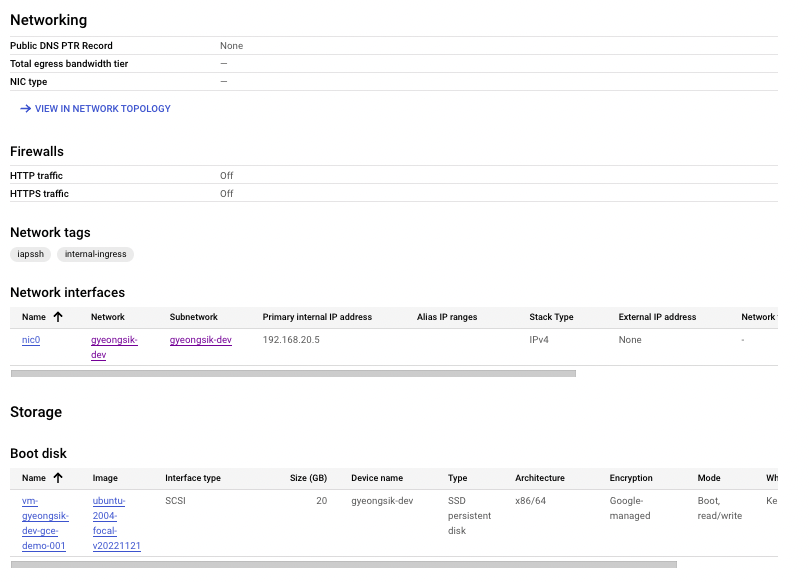 Networking
Public DNS PTR Record None
Total egress bandwidth tier —
NIC type —
VIEW IN NETWORK TOPOLOGY
Firewalls
HTTP traffic Off
HTTPS traffic Off
Network tags
iapssh internal-ingress
Network interfaces
Name Network Subnetwork Primary internal IP address Alias IP ranges Stack Type External IP address Network
nic0 gyeongsik- gyeongsik-dev 192.168.20.5 IPv4 None -
dev
Storage
Boot disk
Name Image Interface type Size (GB) Device name Type Architecture Encryption Mode Wh
vm- ubuntu- SCSI 20 gyeongsik-dev SSD x86/64 Google- Boot, Ke
gyeongsik- 2004- persistent managed read/write
dev-gce- focal- disk
demo-001 v20221121